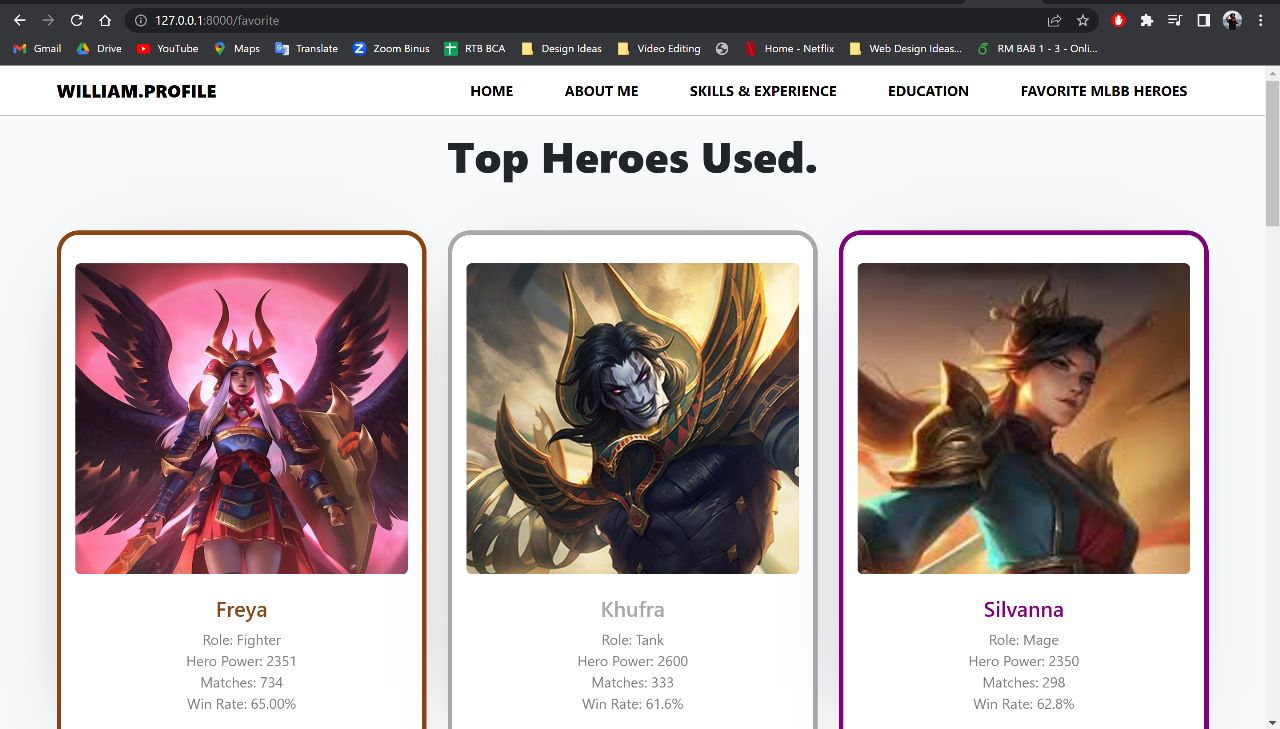 127.0.0.1:8000/favorite
Gmail Drive YouTube Maps Translate Zoom Binus RTB BCA Design Ideas Video Editing Home - Netflix Web Design Ideas... RM BAB 1 - 3 - Onli...
WILLIAM.PROFILE HOME ABOUT ME SKILLS & EXPERIENCE EDUCATION FAVORITE MLBB HEROES
Top Heroes Used.
Freya
Role: Fighter
Hero Power: 2351
Matches: 734
Win Rate: 65.00%
Khufra
Role: Tank
Hero Power: 2600
Matches: 333
Win Rate: 61.6%
Silvanna
Role: Mage
Hero Power: 2350
Matches: 298
Win Rate: 62.8%